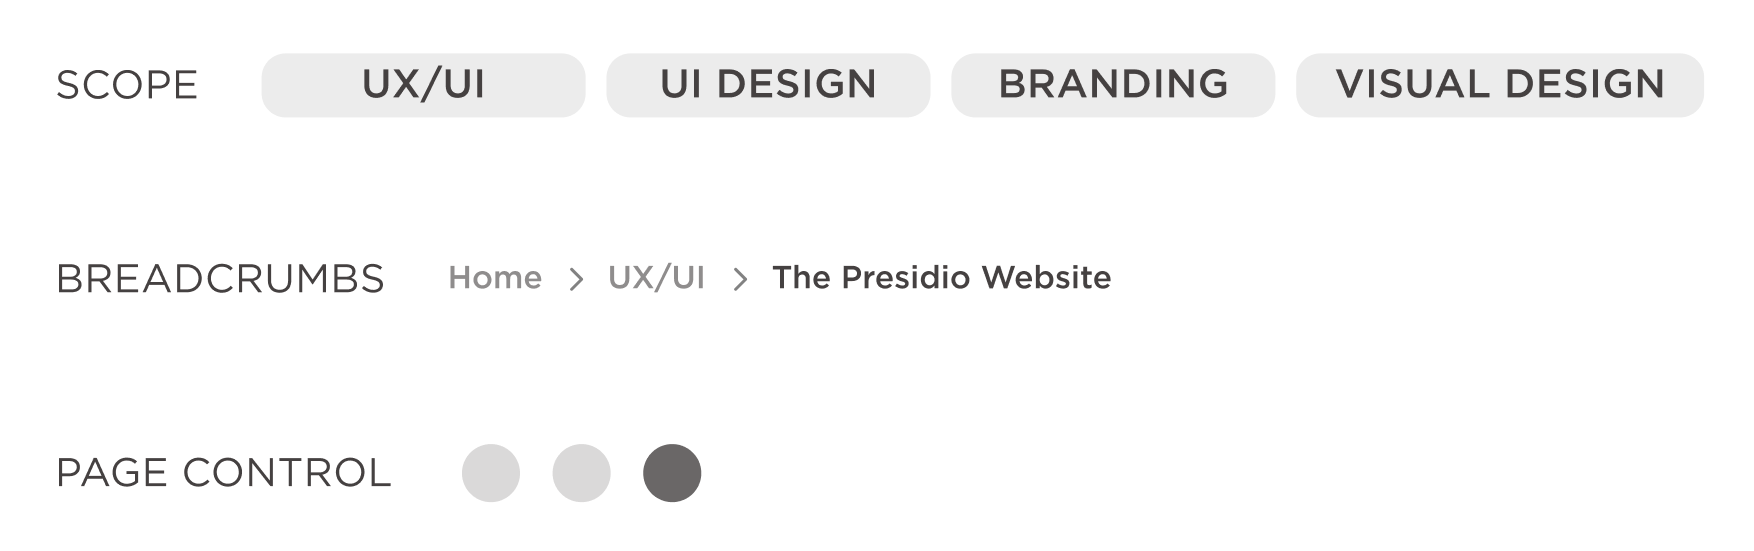 SCOPE UX/UI UI DESIGN BRANDING VISUAL DESIGN
BREADCRUMBS Home > UX/UI > The Presidio Website
PAGE CONTROL